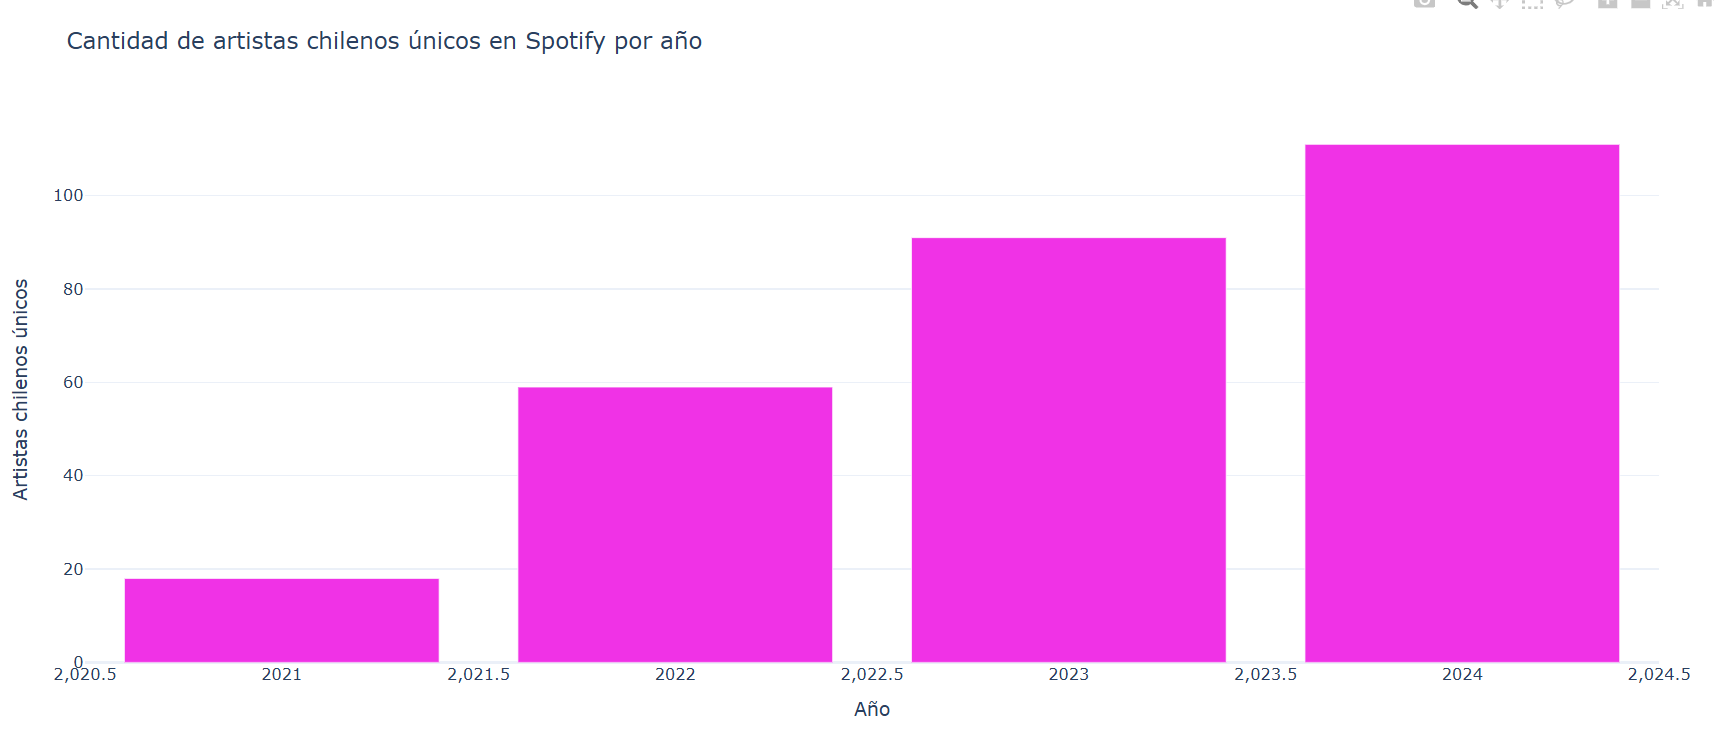 Cantidad de artistas chilenos únicos en Spotify por año
Artistas chilenos únicos
100
80
60
40
20
0
2,020.5 2021 2,021.5 2022 2,022.5 2023 2,023.5 2024 2,024.5
Año